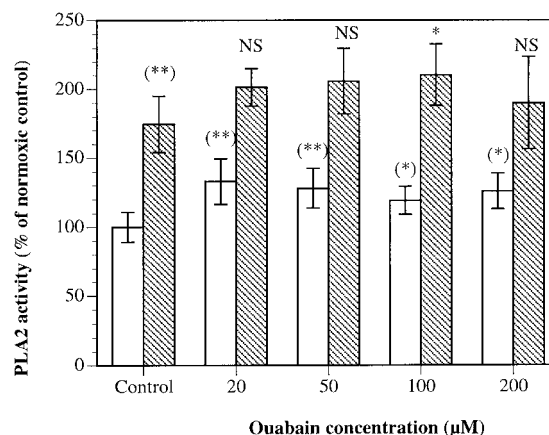 PLA2 activity (% of normoxic control)
250
200
150
100
50
0
(**)
NS
(**)
NS
(**)
*
(*)
NS
(*)
Control
20
50
100
200
Ouabain concentration (µM)